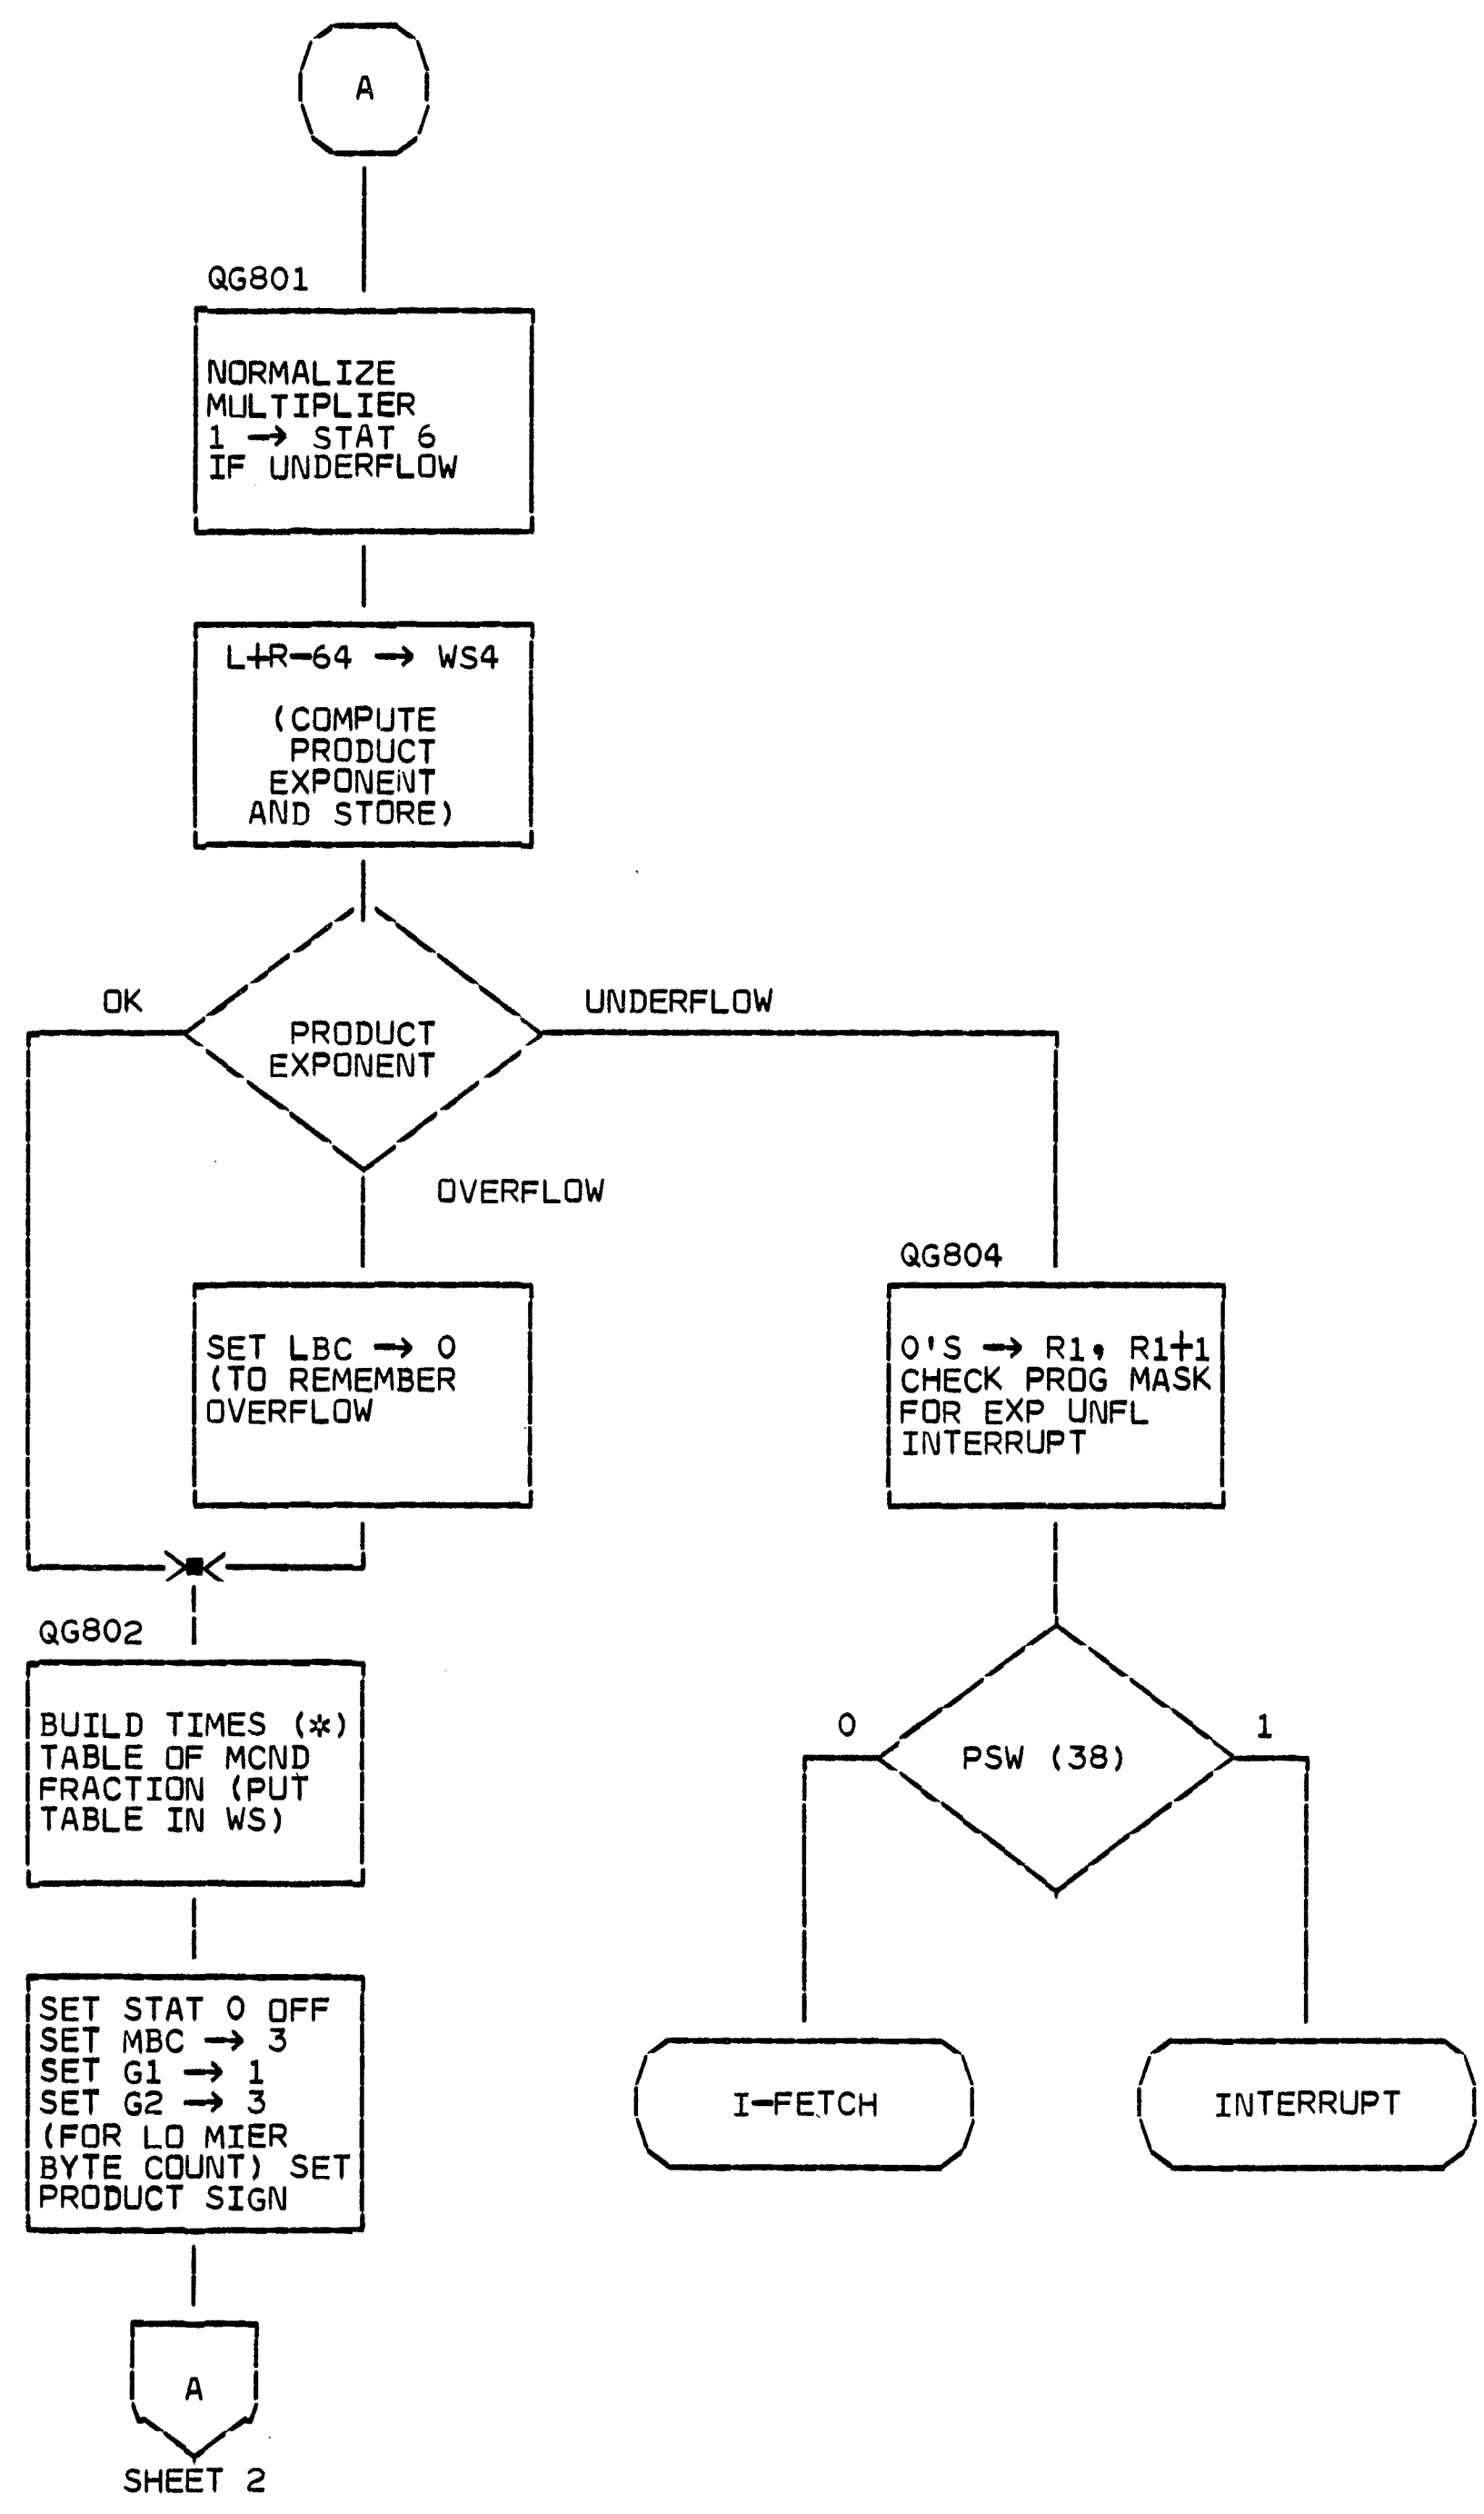 A
QG801
NORMALIZE
MULTIPLIER
1 → STAT 6
IF UNDERFLOW
L+R-64 → WS4
(COMPUTE
PRODUCT
EXPONENT
AND STORE)
OK
UNDERFLOW
PRODUCT
EXPONENT
OVERFLOW
SET LBC → 0
(TO REMEMBER
OVERFLOW
QG804
0'S → R1, R1+1
CHECK PROG MASK
FOR EXP UNFL
INTERRUPT
QG802
BUILD TIMES (*)
TABLE OF MCND
FRACTION (PUT
TABLE IN WS)
0
PSW (38)
1
SET STAT 0 OFF
SET MBC → 3
SET G1 → 1
SET G2 → 3
(FOR LO MIER
BYTE COUNT) SET
PRODUCT SIGN
I-FETCH
INTERRUPT
A
SHEET 2